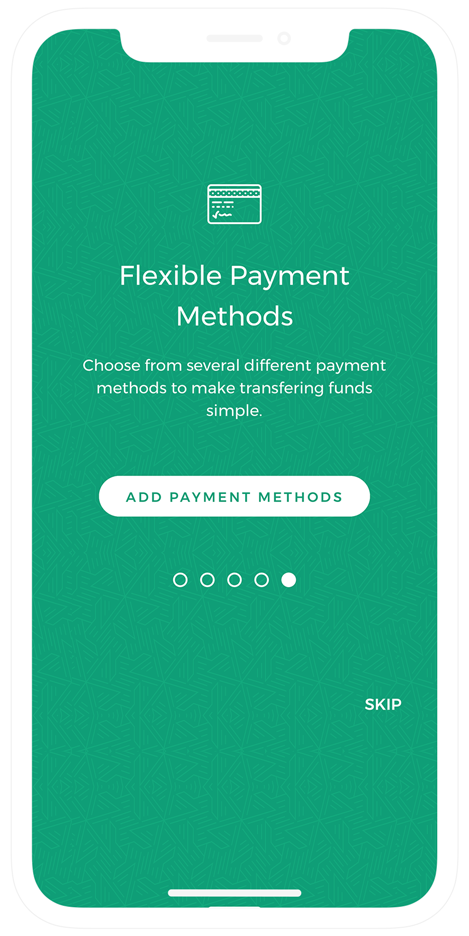 Flexible Payment
Methods
Choose from several different payment
methods to make transfering funds
simple.
ADD PAYMENT METHODS
SKIP